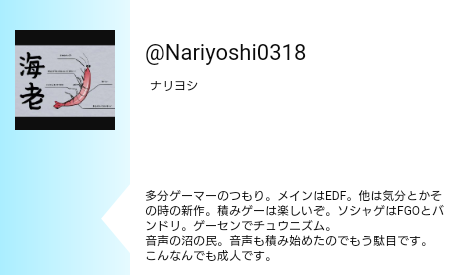 海老
@Nariyoshi0318
ナリヨシ
多分ゲーマーのつもり。メインはEDF。他は気分とかそ
の時の新作。積みゲーは楽しいぞ。ソシャゲはFGOとバ
ンドリ。ゲーセンでチュウニズム。
音声の沼の民。音声も積み始めたのでもう駄目です。
こんなんでも成人です。